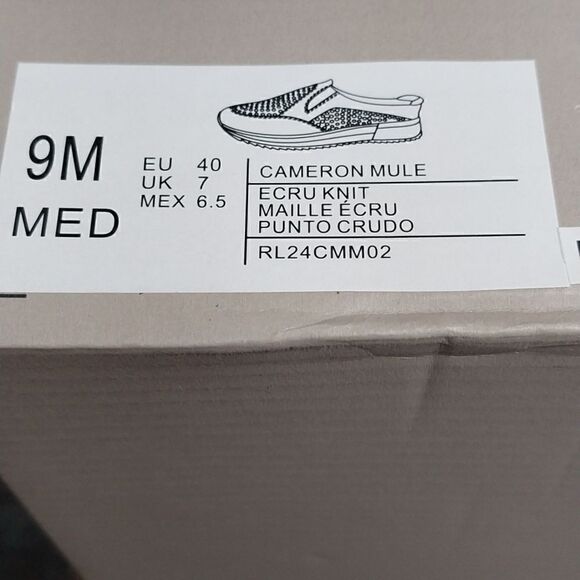 9M
MED
EU 40
UK 7
MEX 6.5
CAMERON MULE
ECRU KNIT
MAILLE ÉCRU
PUNTO CRUDO
RL24CMM02